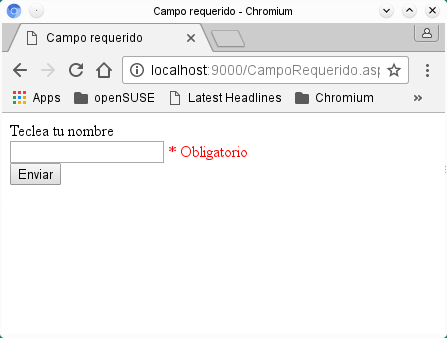 Campo requerido - Chromium
Campo requerido
localhost:9000/CampoRequerido.asp
Apps openSUSE Latest Headlines Chromium »
Teclea tu nombre
* Obligatorio
Enviar